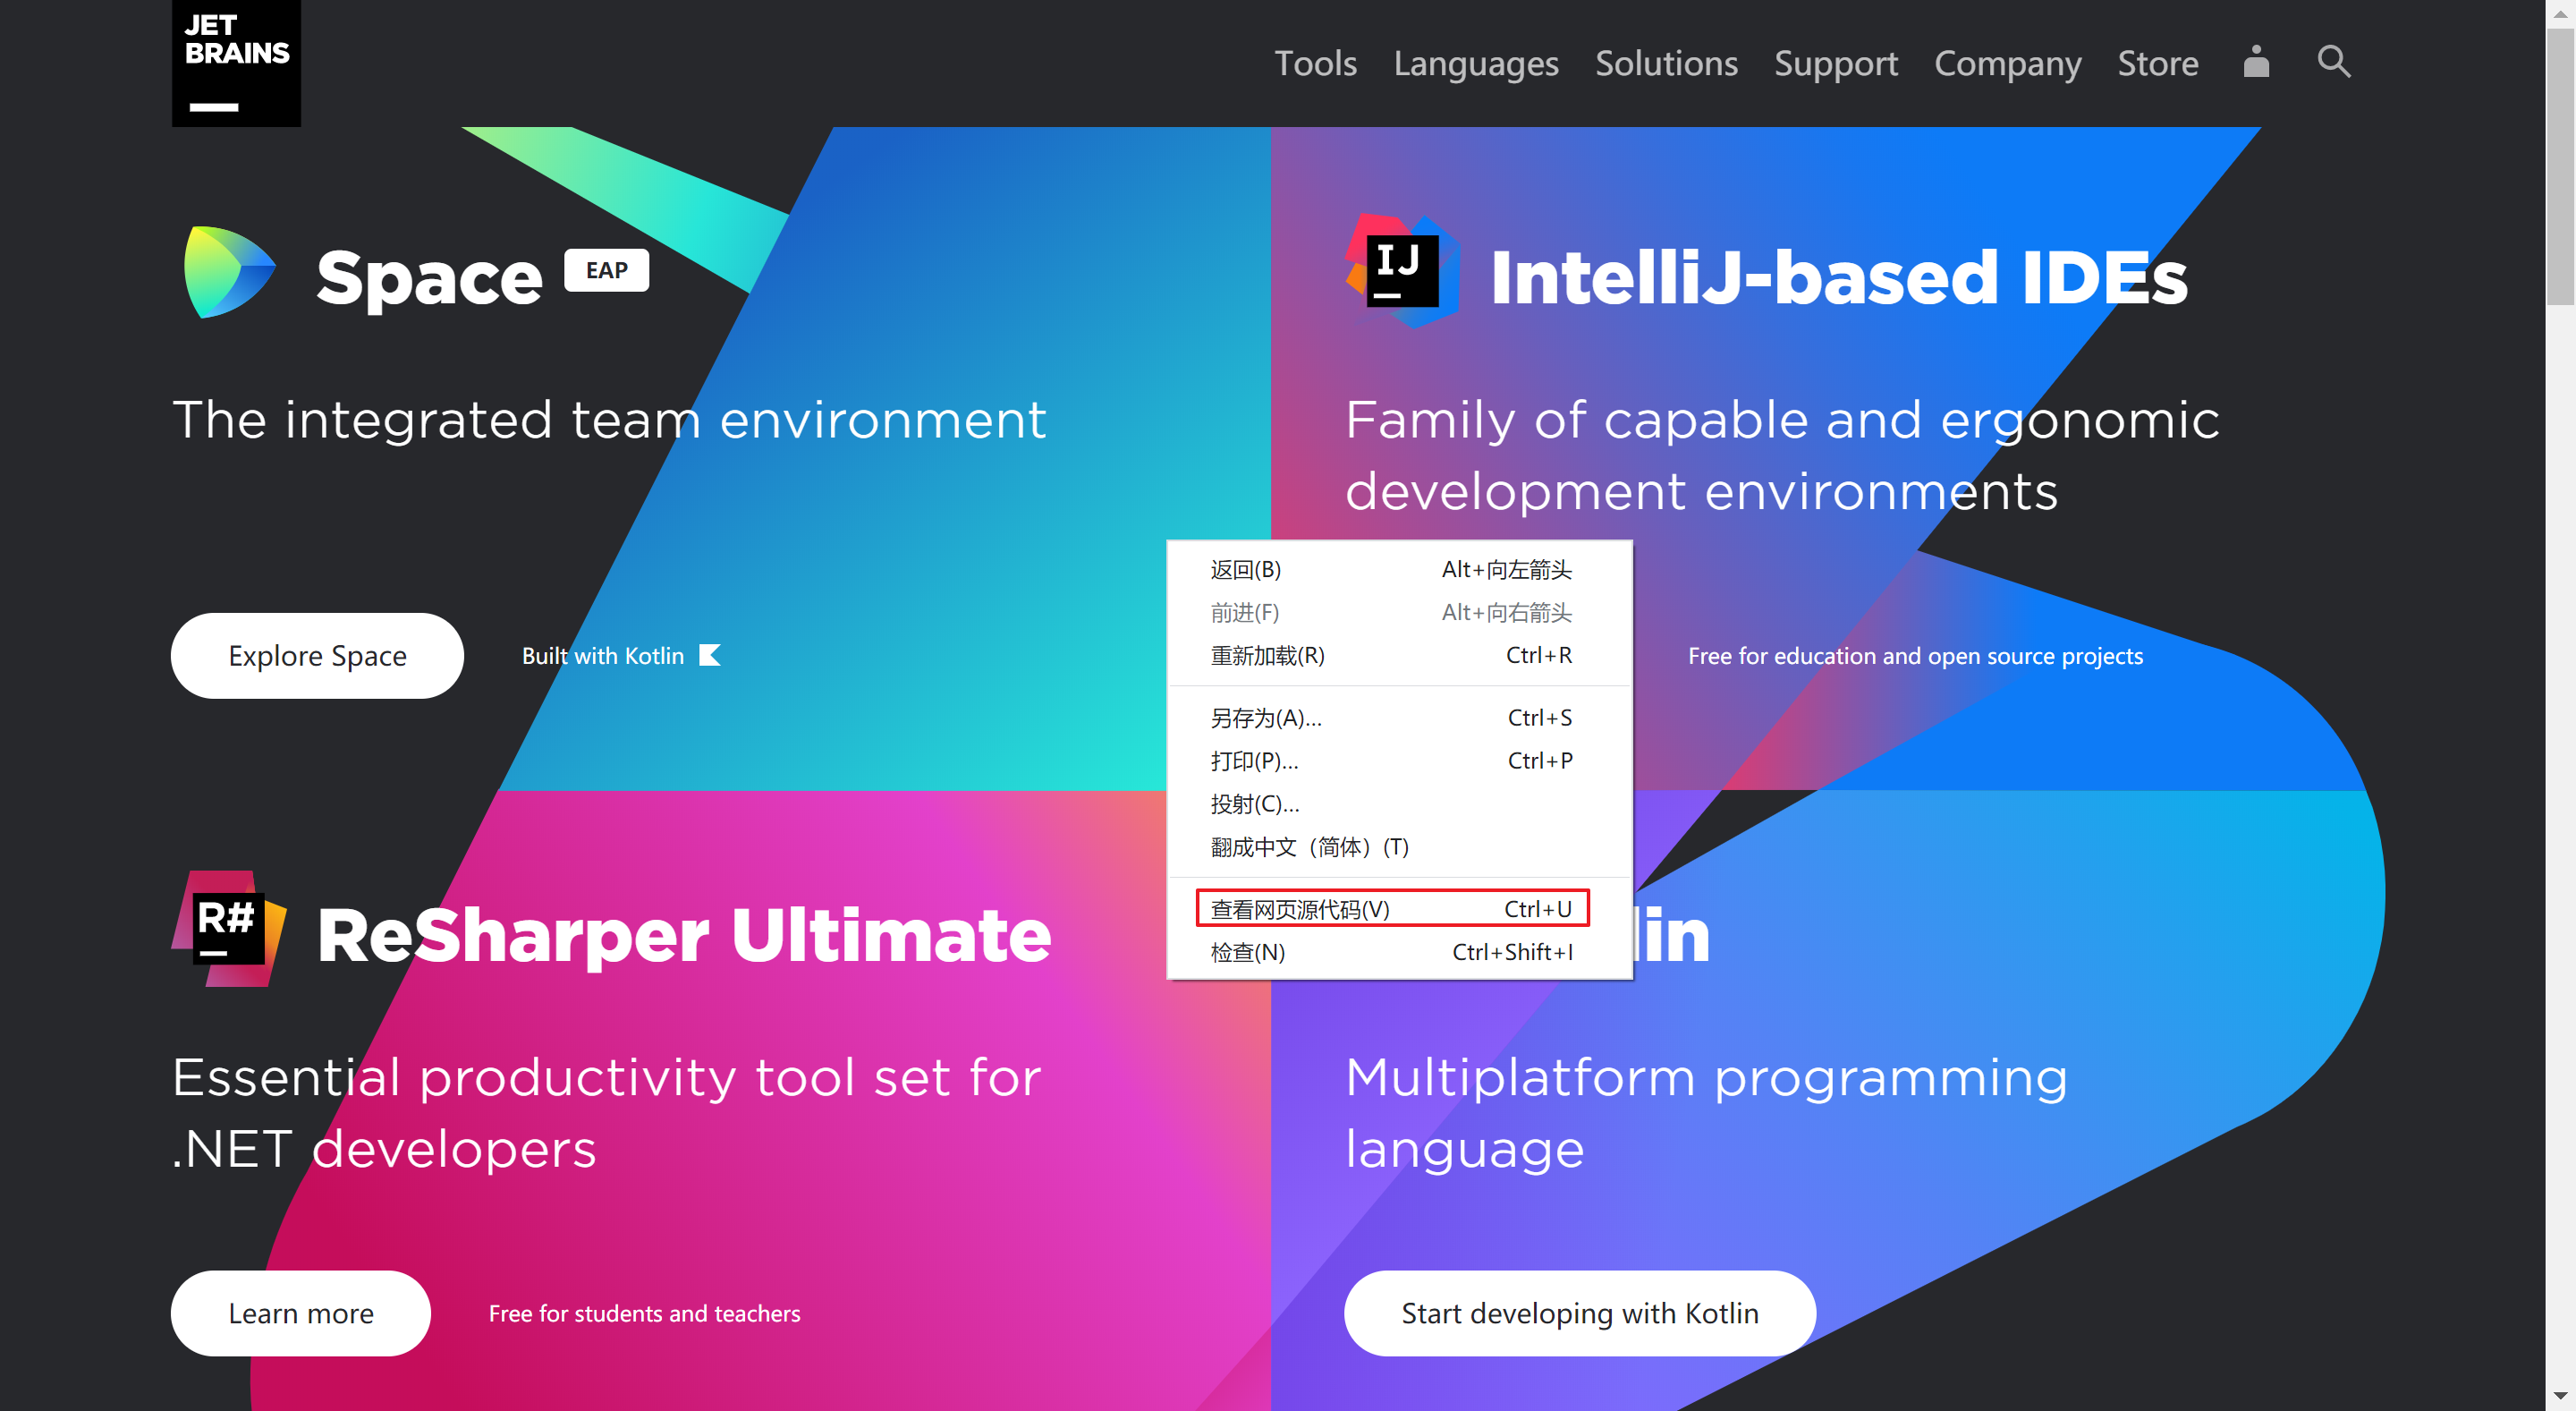 JET
BRAINS
Tools Languages Solutions Support Company Store
Space EAP
The integrated team environment
Explore Space
Built with Kotlin
IJ
IntelliJ-based IDEs
Family of capable and ergonomic
development environments
Free for education and open source projects
返回(B) Alt+向左箭头
前进(F) Alt+向右箭头
重新加载(R) Ctrl+R
另存为(A)... Ctrl+S
打印(P)... Ctrl+P
投射(C)...
翻成中文（简体）(T)
查看网页源代码(V) Ctrl+U
检查(N) Ctrl+Shift+I
R#
ReSharper Ultimate
Essential productivity tool set for
.NET developers
Learn more
Free for students and teachers
lin
Multiplatform programming
language
Start developing with Kotlin